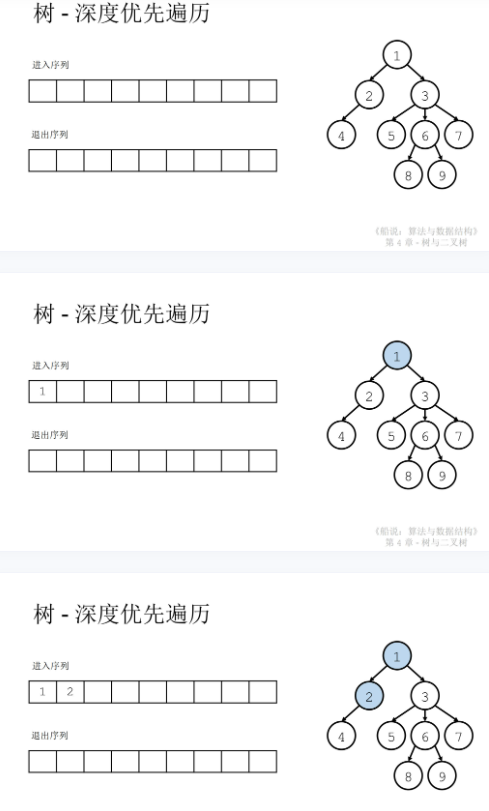 树 - 深度优先遍历
进入序列
退出序列
1
2 3
4 5 6 7
8 9
《船说：算法与数据结构》
第 4 章 - 树与二叉树
树 - 深度优先遍历
进入序列
1
退出序列
1
2 3
4 5 6 7
8 9
《船说：算法与数据结构》
第 4 章 - 树与二叉树
树 - 深度优先遍历
进入序列
1 2
退出序列
1
2 3
4 5 6 7
8 9